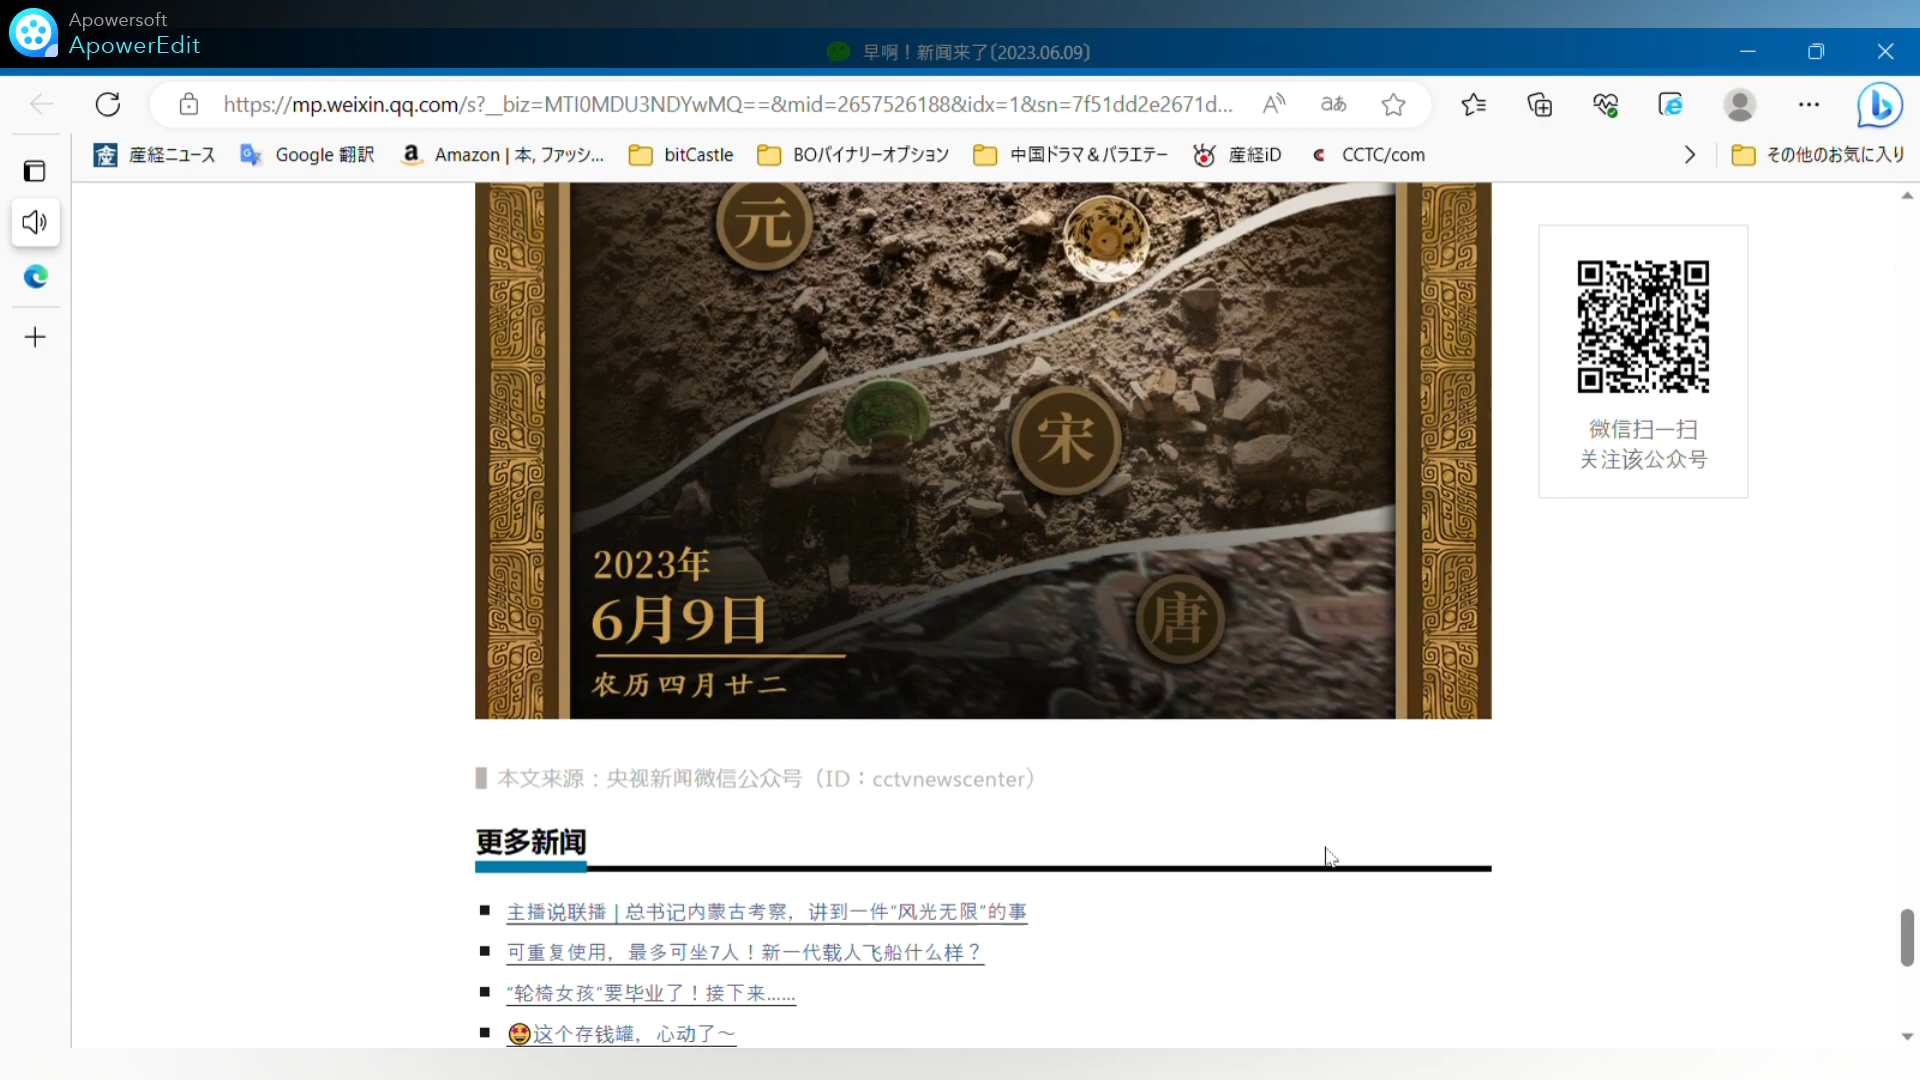 Apowersoft
ApowerEdit
早啊！新闻来了〔2023.06.09〕
https://mp.weixin.qq.com/s?__biz=MTI0MDU3NDYwMQ==&mid=2657526188&idx=1&sn=7f51dd2e2671d...
産経ニュース
Google 翻訳
Amazon | 本, ファッシ...
bitCastle
BOバイナリーオプション
中国ドラマ＆バラエテー
産経iD
CCTC/com
その他のお気に入り
元
宋
唐
2023年
6月9日
农历四月廿二
微信扫一扫
关注该公众号
本文来源：央视新闻微信公众号（ID：cctvnewscenter）
更多新闻
主播说联播 | 总书记内蒙古考察，讲到一件“风光无限”的事
可重复使用，最多可坐7人！新一代载人飞船什么样？
“轮椅女孩”要毕业了！接下来……
🤩这个存钱罐，心动了～